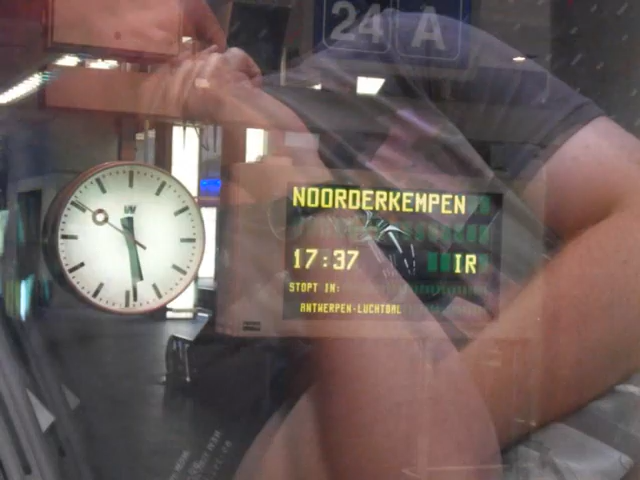 24 A
NOORDERKEMPEN
17:37 IR
STOPT IN:
ANTWERPEN-LUCHTBAL